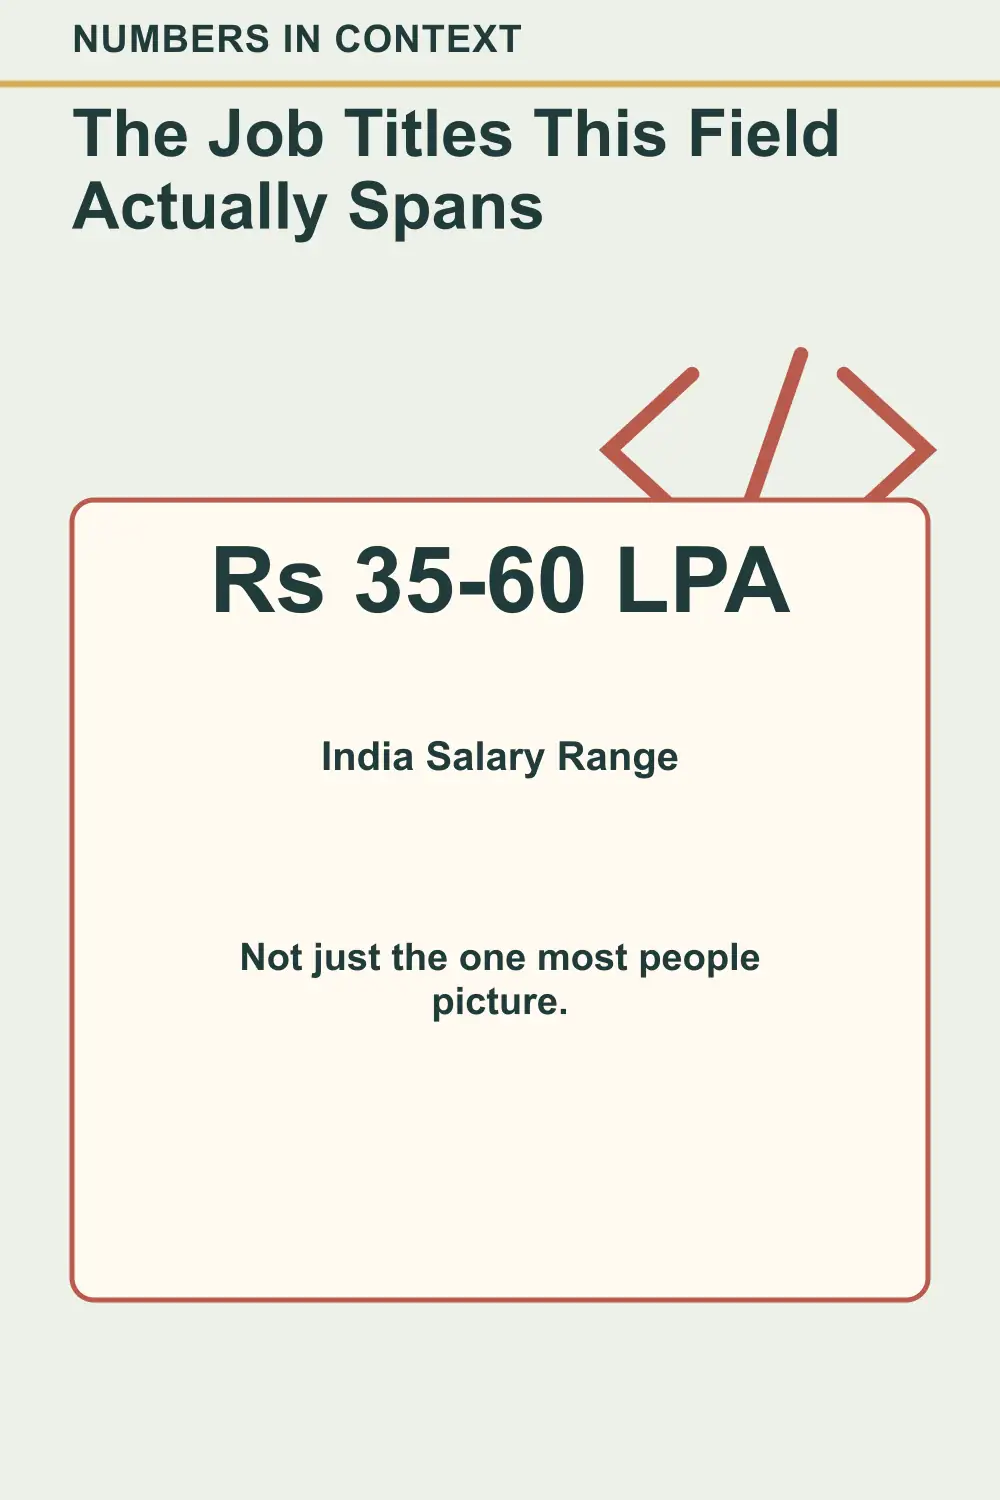 NUMBERS IN CONTEXT
The Job Titles This Field
Actually Spans
Rs 35-60 LPA
India Salary Range
Not just the one most people
picture.